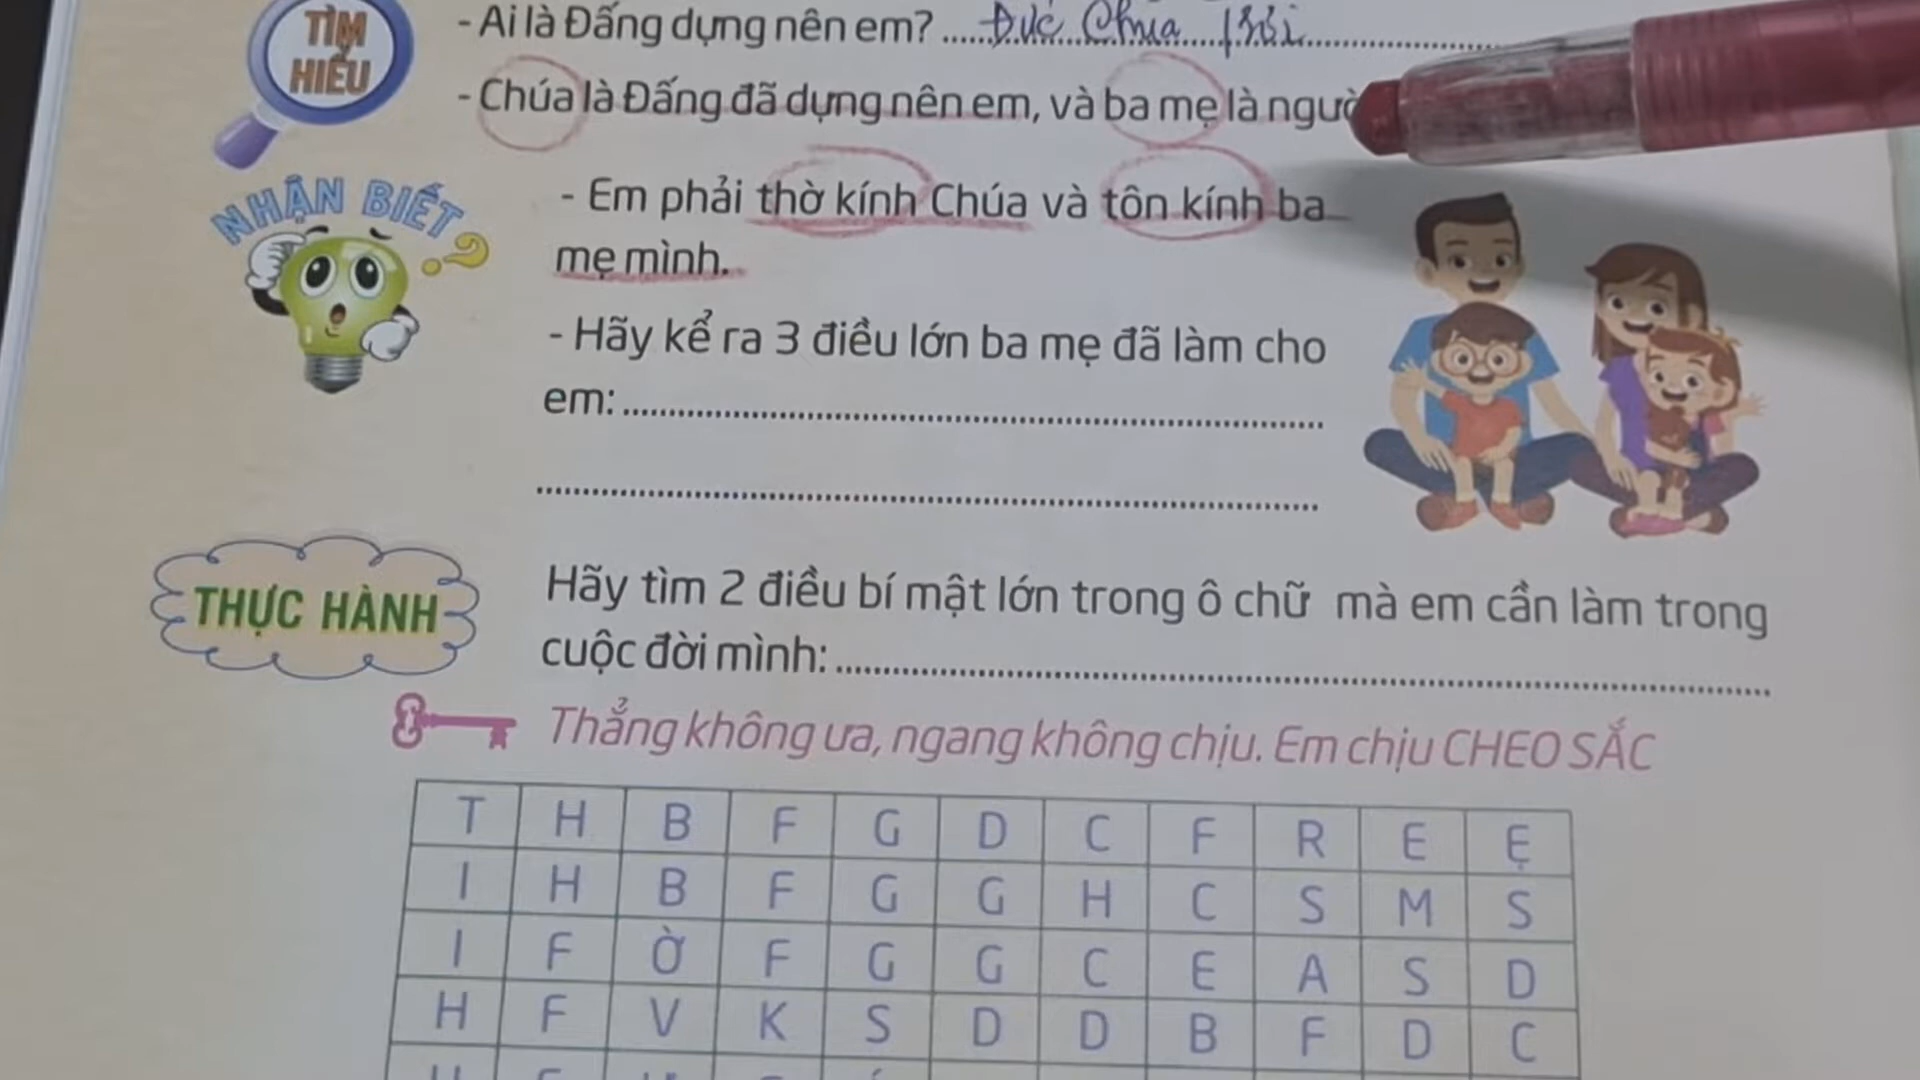 TÌM
HIỂU
- Ai là Đấng dựng nên em? ....Đức Chúa Trời
- Chúa là Đấng đã dựng nên em, và ba mẹ là
NHẬN BIẾT?
- Em phải thờ kính Chúa và tôn kính ba
mẹ mình.
- Hãy kể ra 3 điều lớn ba mẹ đã làm cho
em:
THỰC HÀNH
Hãy tìm 2 điều bí mật lớn trong ô chữ mà em cần làm trong
cuộc đời mình:
Thẳng không ưa, ngang không chịu. Em chịu CHEO SẮC
T H B F G D C F R E Ẹ
I H B F G G H C S M S
I F Ờ F G G C E A S D
H F V K S D D B F D C